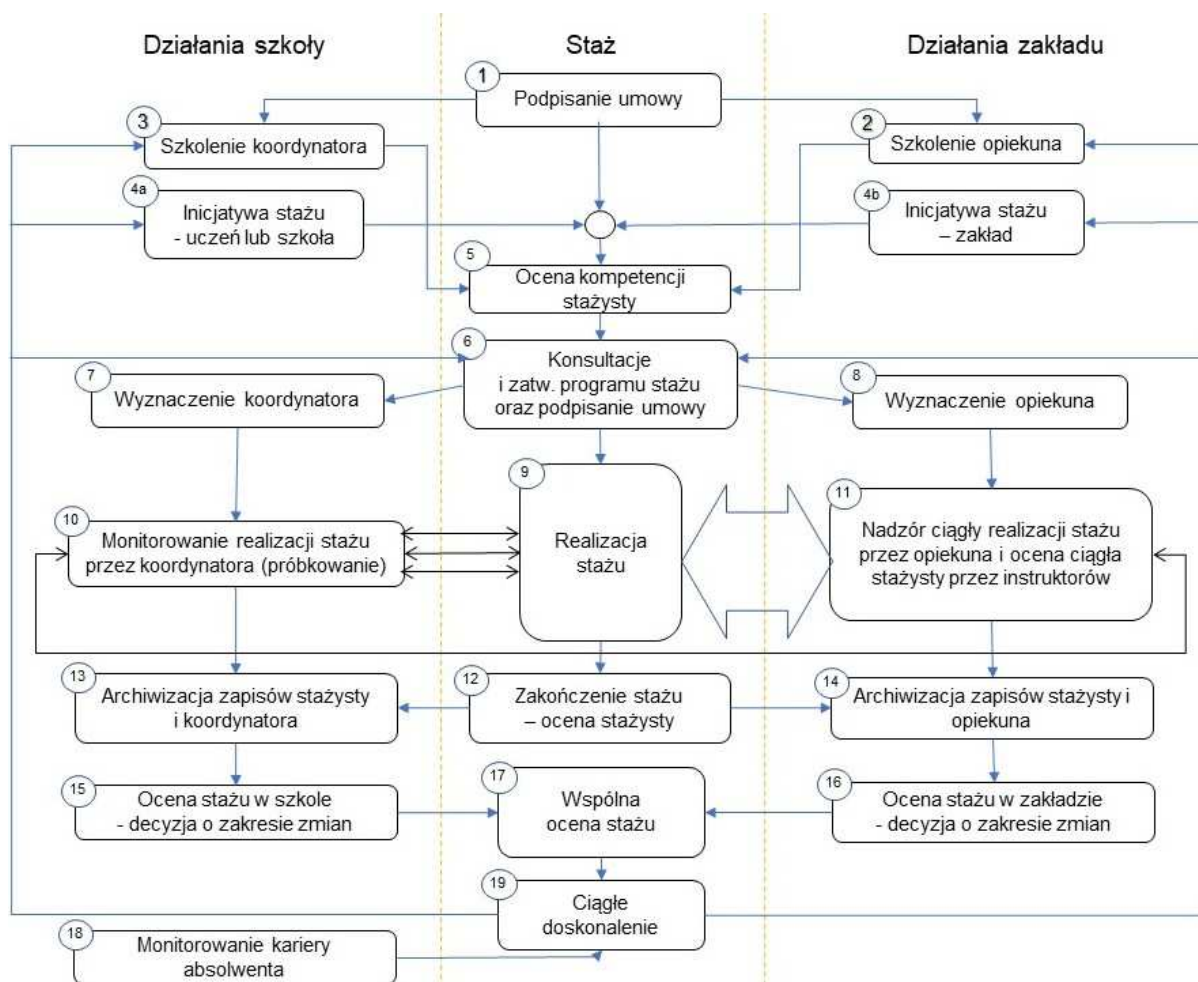 Działania szkoły
Staż
Działania zakładu
1
Podpisanie umowy
3
Szkolenie koordynatora
2
Szkolenie opiekuna
4a
Inicjatywa stażu
- uczeń lub szkoła
4b
Inicjatywa stażu
– zakład
5
Ocena kompetencji
stażysty
6
Konsultacje
i zatw. programu stażu
oraz podpisanie umowy
7
Wyznaczenie koordynatora
8
Wyznaczenie opiekuna
9
Realizacja
stażu
10
Monitorowanie realizacji stażu
przez koordynatora (próbkowanie)
11
Nadzór ciągły realizacji stażu
przez opiekuna i ocena ciągła
stażysty przez instruktorów
13
Archiwizacja zapisów stażysty
i koordynatora
12
Zakończenie stażu
– ocena stażysty
14
Archiwizacja zapisów stażysty i
opiekuna
15
Ocena stażu w szkole
- decyzja o zakresie zmian
17
Wspólna
ocena stażu
16
Ocena stażu w zakładzie
- decyzja o zakresie zmian
19
Ciągłe
doskonalenie
18
Monitorowanie kariery
absolwenta